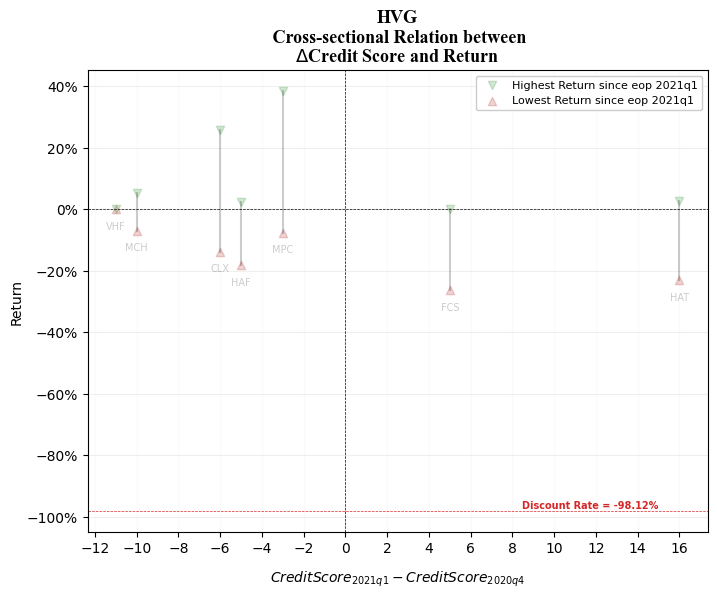 HVG
Cross-sectional Relation between
ΔCredit Score and Return
Highest Return since eop 2021q1
Lowest Return since eop 2021q1
40%
20%
0%
−20%
−40%
−60%
−80%
−100%
Return
VHF
MCH
CLX
HAF
MPC
FCS
HAT
Discount Rate = -98.12%
−12 −10 −8 −6 −4 −2 0 2 4 6 8 10 12 14 16
CreditScore2021q1 − CreditScore2020q4